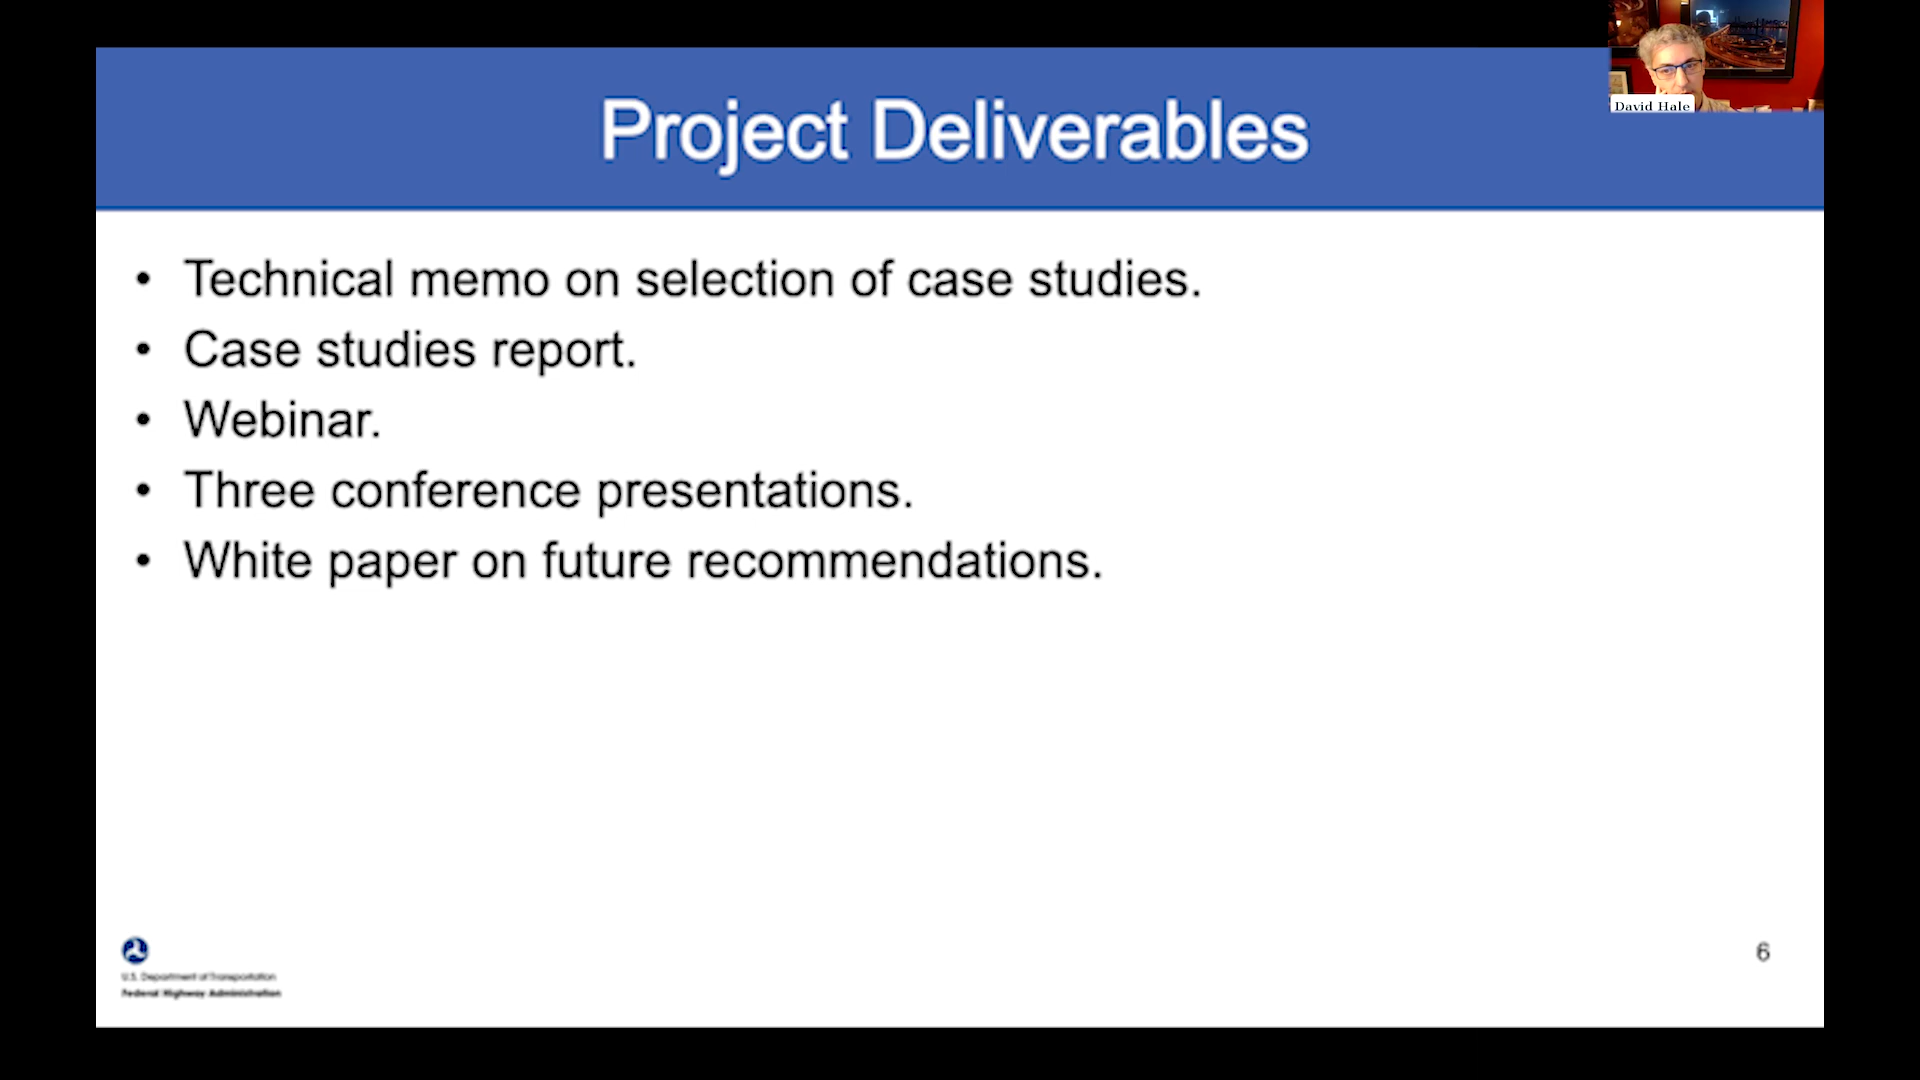 David Hale
Project Deliverables
• Technical memo on selection of case studies.
• Case studies report.
• Webinar.
• Three conference presentations.
• White paper on future recommendations.
U.S. Department of Transportation
Federal Highway Administration
6